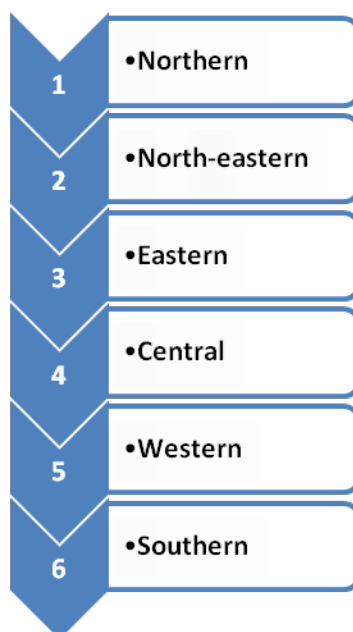 1
•Northern
2
•North-eastern
3
•Eastern
4
•Central
5
•Western
6
•Southern